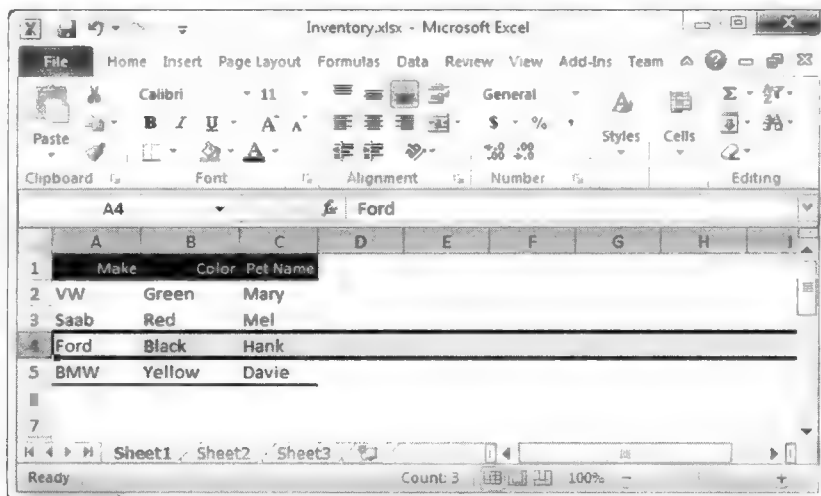 Inventory.xlsx - Microsoft Excel
File Home Insert Page Layout Formulas Data Review View Add-Ins Team
Calibri 11 General
Paste B I U A A $ % , Styles Cells Σ
A .00 .00
Clipboard Font Alignment Number Editing
A4 fx Ford
A B C D E F G H I
1 Make Color Pet Name
2 VW Green Mary
3 Saab Red Mel
4 Ford Black Hank
5 BMW Yellow Davie
7
Sheet1 Sheet2 Sheet3
Ready Count: 3 100%